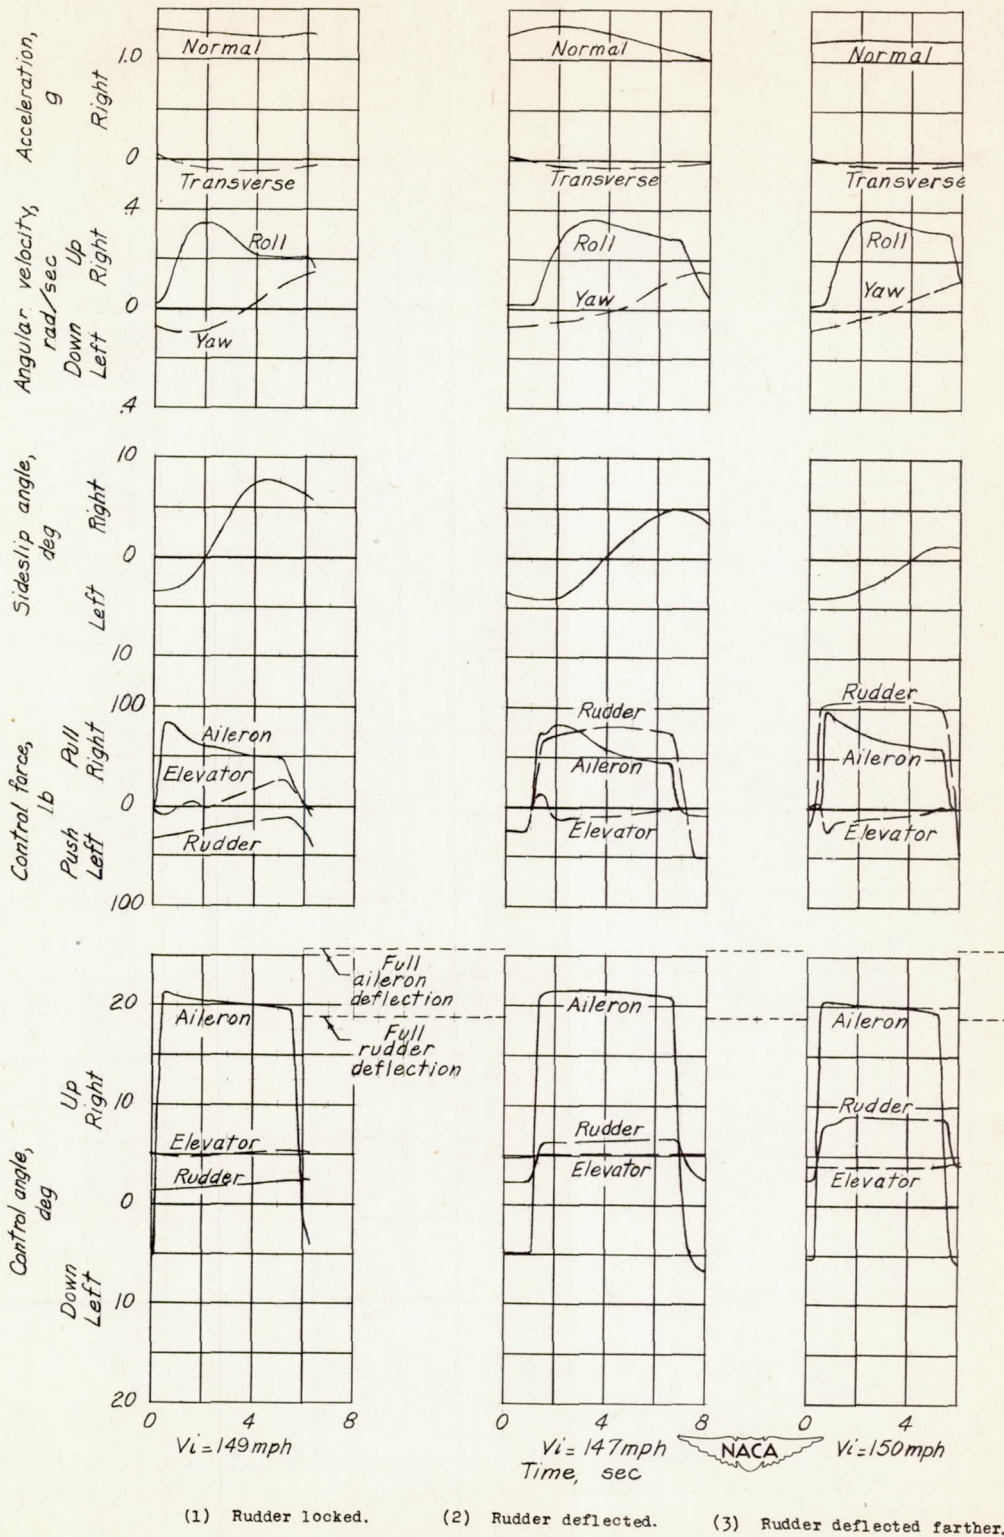 Acceleration,
g
Right
1.0
0
Normal
Transverse
Normal
Transverse
Normal
Transverse
Angular velocity,
rad/sec
Down Up
Left Right
.4
0
.4
Roll
Yaw
Roll
Yaw
Roll
Yaw
Sideslip angle,
deg
Left Right
10
0
10
Control force,
lb
Push Pull
Left Right
100
0
100
Aileron
Elevator
Rudder
Rudder
Aileron
Elevator
Rudder
Aileron
Elevator
Control angle,
deg
Down Up
Left Right
20
10
0
10
20
Full
aileron
deflection
Full
rudder
deflection
Aileron
Elevator
Rudder
Aileron
Rudder
Elevator
Aileron
Rudder
Elevator
0 4 8
0 4 8
0 4
Vi=149mph
Vi= 147mph
NACA
Vi=150mph
Time, sec
(1) Rudder locked.
(2) Rudder deflected.
(3) Rudder deflected farther.